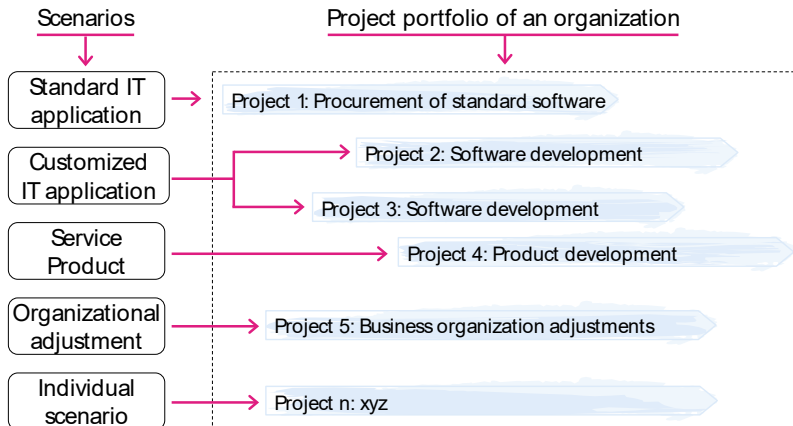 Scenarios
Project portfolio of an organization
Standard IT
application
Project 1: Procurement of standard software
Customized
IT application
Project 2: Software development
Project 3: Software development
Service
Product
Project 4: Product development
Organizational
adjustment
Project 5: Business organization adjustments
Individual
scenario
Project n: xyz